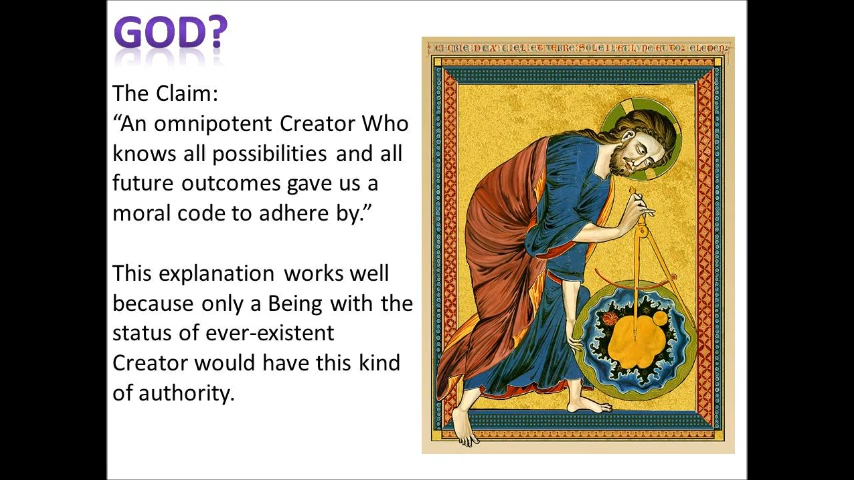 GOD?
The Claim:
“An omnipotent Creator Who
knows all possibilities and all
future outcomes gave us a
moral code to adhere by.”
This explanation works well
because only a Being with the
status of ever-existent
Creator would have this kind
of authority.